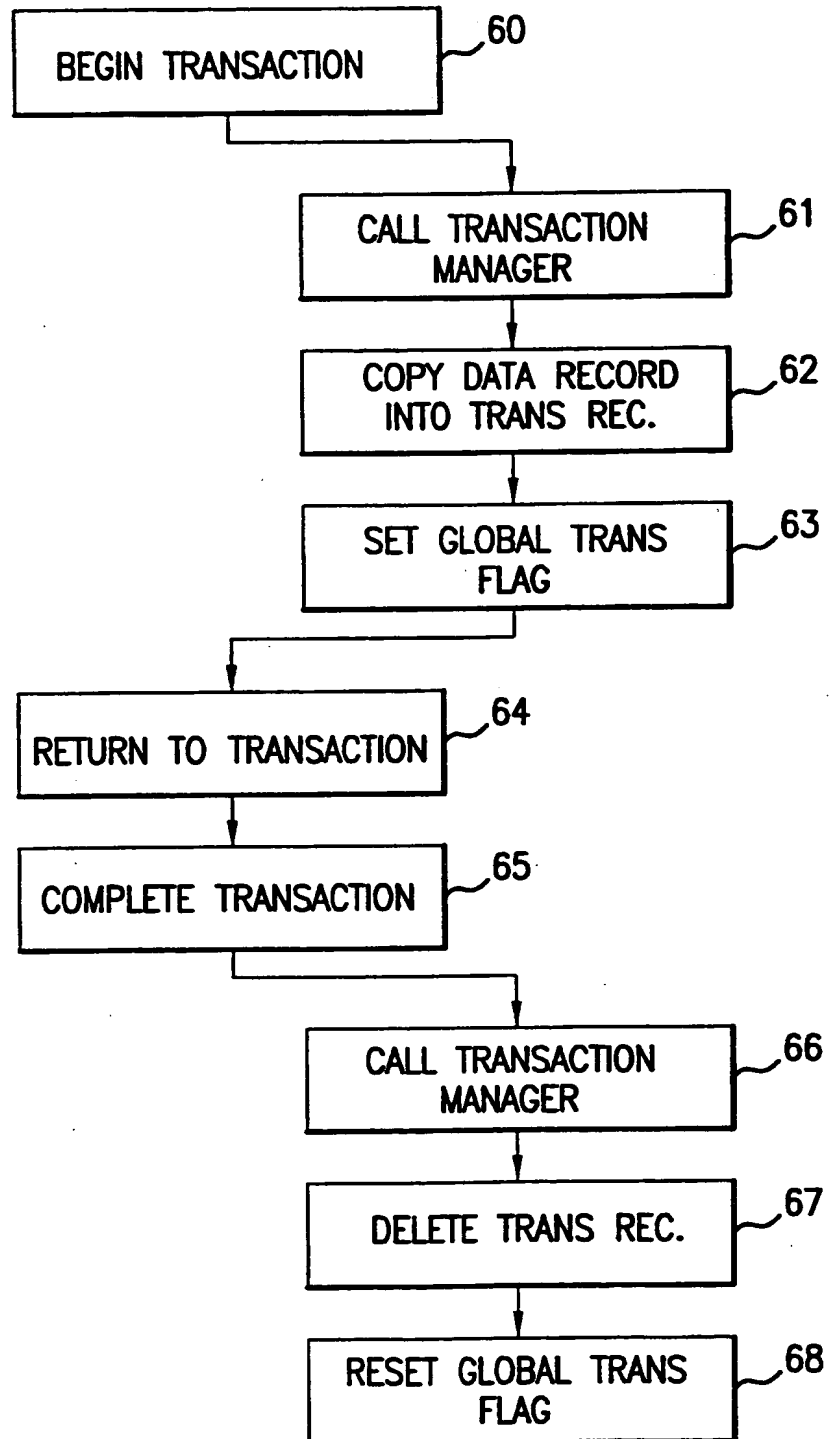 BEGIN TRANSACTION
60
CALL TRANSACTION
MANAGER
61
COPY DATA RECORD
INTO TRANS REC.
62
SET GLOBAL TRANS
FLAG
63
RETURN TO TRANSACTION
64
COMPLETE TRANSACTION
65
CALL TRANSACTION
MANAGER
66
DELETE TRANS REC.
67
RESET GLOBAL TRANS
FLAG
68